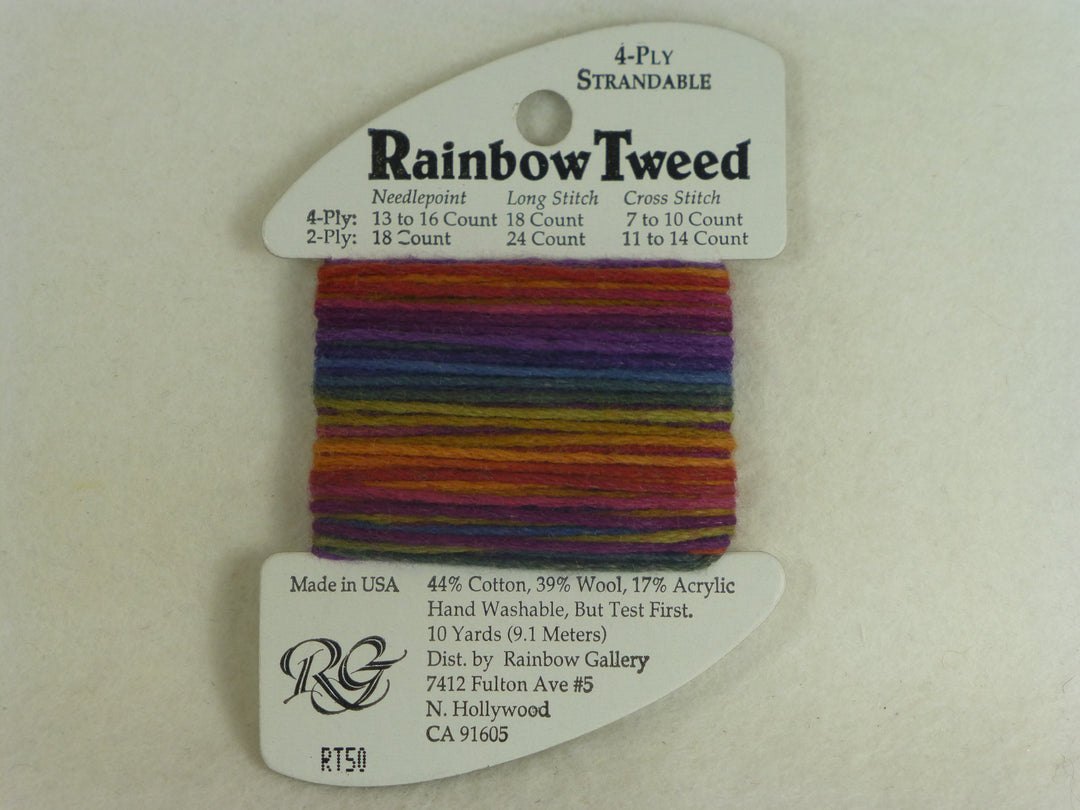 4-Ply
Strandable
Rainbow Tweed
Needlepoint Long Stitch Cross Stitch
4-Ply: 13 to 16 Count 18 Count 7 to 10 Count
2-Ply: 18 Count 24 Count 11 to 14 Count
Made in USA
44% Cotton, 39% Wool, 17% Acrylic
Hand Washable, But Test First.
10 Yards (9.1 Meters)
Dist. by Rainbow Gallery
7412 Fulton Ave #5
N. Hollywood
CA 91605
RG
RT50